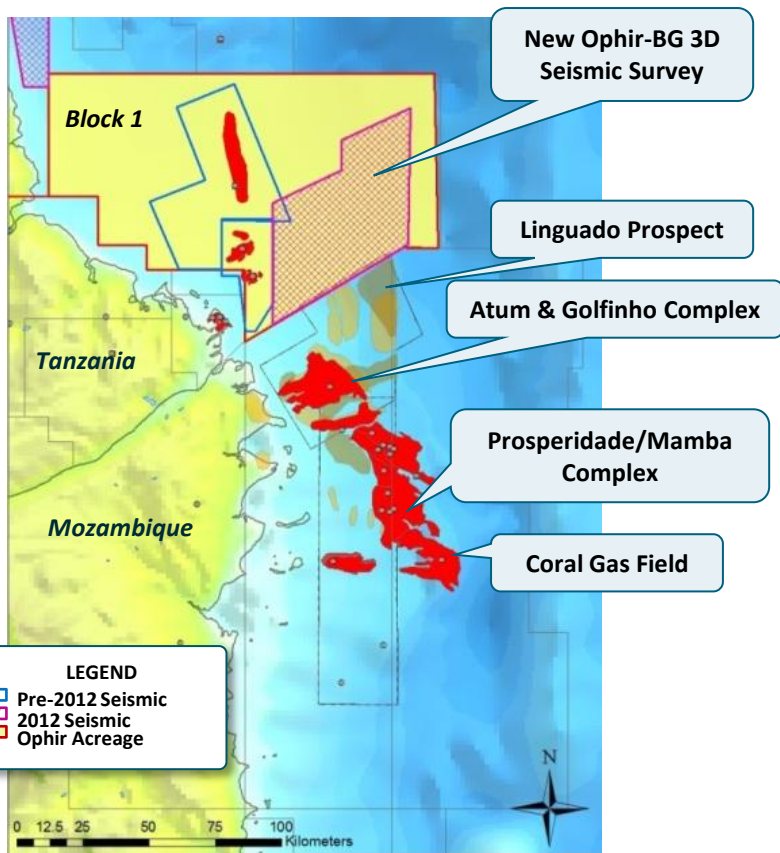 New Ophir-BG 3D
Seismic Survey
Block 1
Linguado Prospect
Atum & Golfinho Complex
Tanzania
Prosperidade/Mamba
Complex
Mozambique
Coral Gas Field
LEGEND
Pre-2012 Seismic
2012 Seismic
Ophir Acreage
N
0 12.5 25 50 75 100
Kilometers